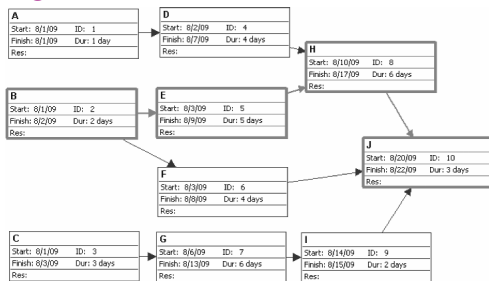 A
Start: 8/1/09 ID: 1
Finish: 8/1/09 Dur: 1 day
Res:
D
Start: 8/2/09 ID: 4
Finish: 8/7/09 Dur: 4 days
Res:
H
Start: 8/10/09 ID: 8
Finish: 8/17/09 Dur: 6 days
Res:
B
Start: 8/1/09 ID: 2
Finish: 8/2/09 Dur: 2 days
Res:
E
Start: 8/3/09 ID: 5
Finish: 8/9/09 Dur: 5 days
Res:
J
Start: 8/20/09 ID: 10
Finish: 8/22/09 Dur: 3 days
Res:
F
Start: 8/3/09 ID: 6
Finish: 8/8/09 Dur: 4 days
Res:
C
Start: 8/1/09 ID: 3
Finish: 8/3/09 Dur: 3 days
Res:
G
Start: 8/6/09 ID: 7
Finish: 8/13/09 Dur: 6 days
Res:
I
Start: 8/14/09 ID: 9
Finish: 8/15/09 Dur: 2 days
Res: